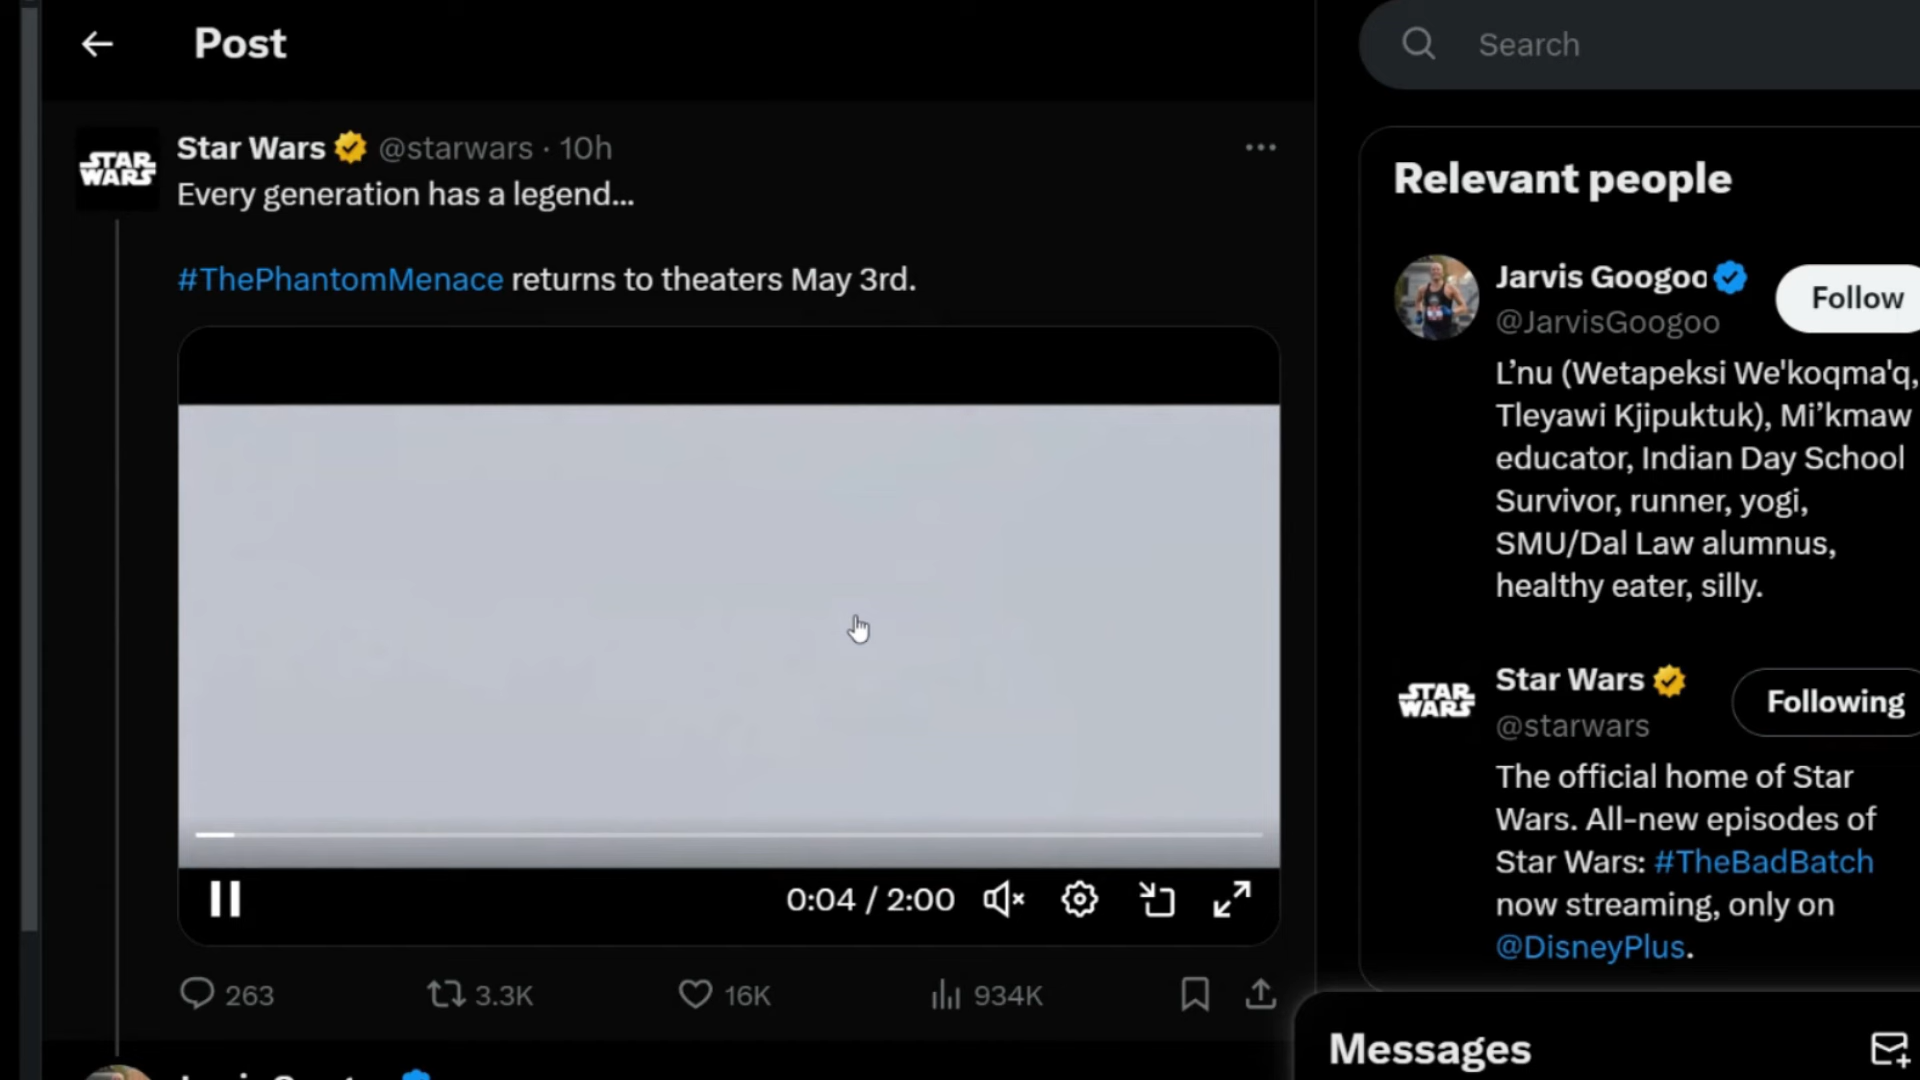 Post
Search
STAR WARS
Star Wars @starwars · 10h
Every generation has a legend...
#ThePhantomMenace returns to theaters May 3rd.
0:04 / 2:00
263 3.3K 16K 934K
Relevant people
Jarvis Googoo
@JarvisGoogoo
Follow
L’nu (Wetapeksi We'koqma'q,
Tleyawi Kjipuktuk), Mi’kmaw
educator, Indian Day School
Survivor, runner, yogi,
SMU/Dal Law alumnus,
healthy eater, silly.
STAR WARS
Star Wars
@starwars
Following
The official home of Star
Wars. All-new episodes of
Star Wars: #TheBadBatch
now streaming, only on
@DisneyPlus.
Messages